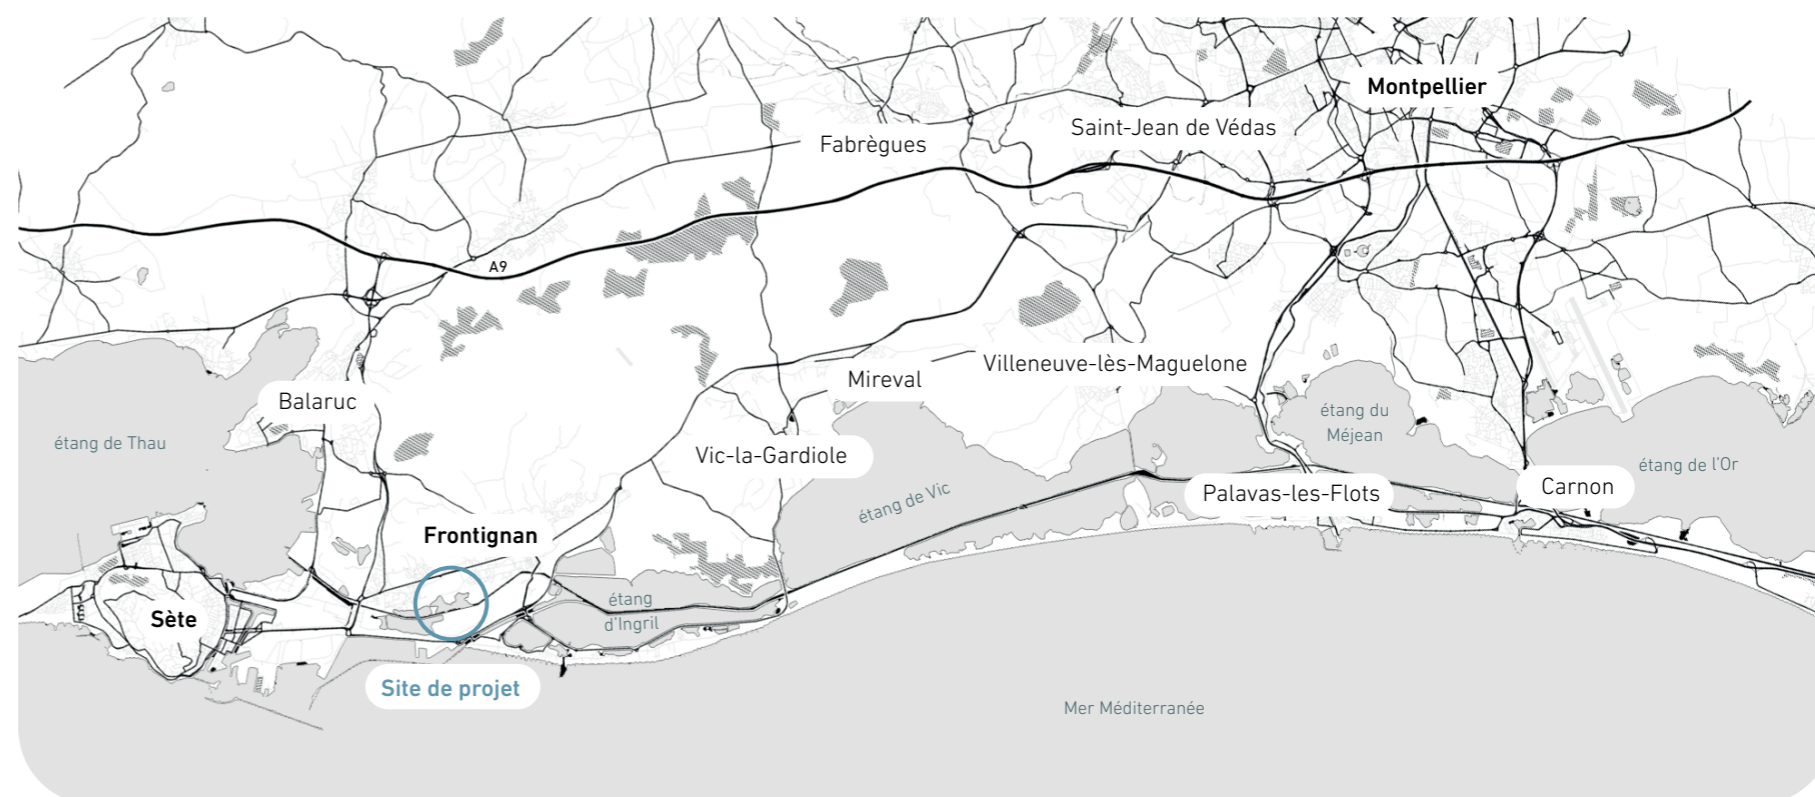 Montpellier
Saint-Jean de Védas
Fabrègues
A9
Villeneuve-lès-Maguelone
Mireval
Balaruc
étang du
Méjean
étang de Thau
Vic-la-Gardiole
étang de l'Or
Carnon
Palavas-les-Flots
étang de Vic
Frontignan
étang
d'Ingril
Sète
Site de projet
Mer Méditerranée